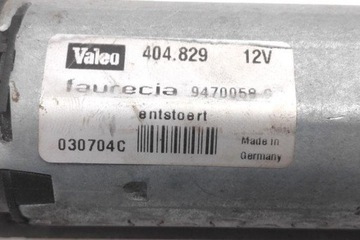 Valeo 404.829 12V
faurecia 9470058
entstoert
030704C Made in
Germany